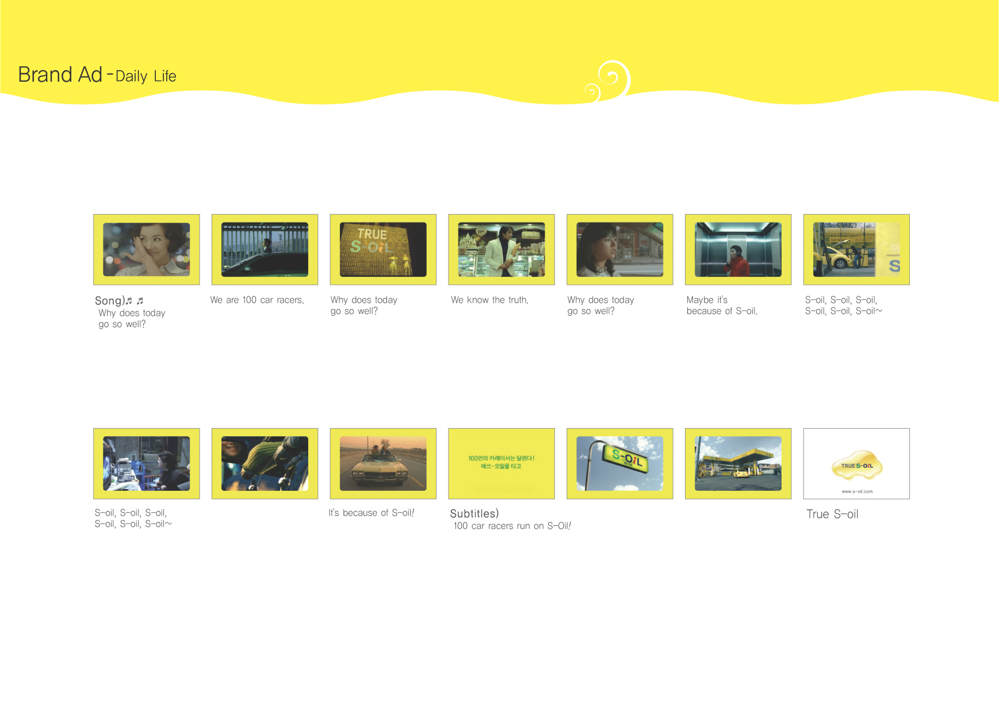 Brand Ad - Daily Life
TRUE
S-OiL
Self
S
Song)♬ ♬
Why does today
go so well?
We are 100 car racers.
Why does today
go so well?
We know the truth.
Why does today
go so well?
Maybe it's
because of S-oil.
S-oil, S-oil, S-oil,
S-oil, S-oil, S-oil~
100인의 카레이서는 달린다!
에쓰-오일을 타고
S-OiL
S-OIL
TRUE S-OiL
www.s-oil.com
S-oil, S-oil, S-oil,
S-oil, S-oil, S-oil~
It's because of S-oil!
Subtitles)
100 car racers run on S-Oil!
True S-oil